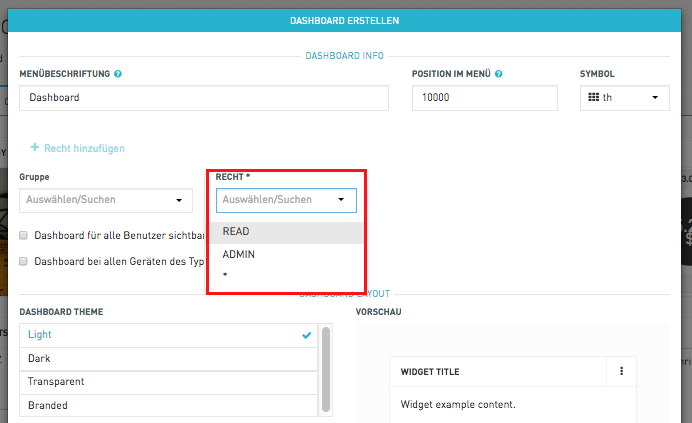 DASHBOARD ERSTELLEN
DASHBOARD INFO
MENÜBESCHRIFTUNG
POSITION IM MENÜ
SYMBOL
Dashboard
10000
th
+ Recht hinzufügen
Gruppe
RECHT *
Auswählen/Suchen
Auswählen/Suchen
READ
Dashboard für alle Benutzer sichtbar
ADMIN
Dashboard bei allen Geräten des Typ
*
DASHBOARD LAYOUT
DASHBOARD THEME
VORSCHAU
Light
Dark
Transparent
Branded
WIDGET TITLE
Widget example content.